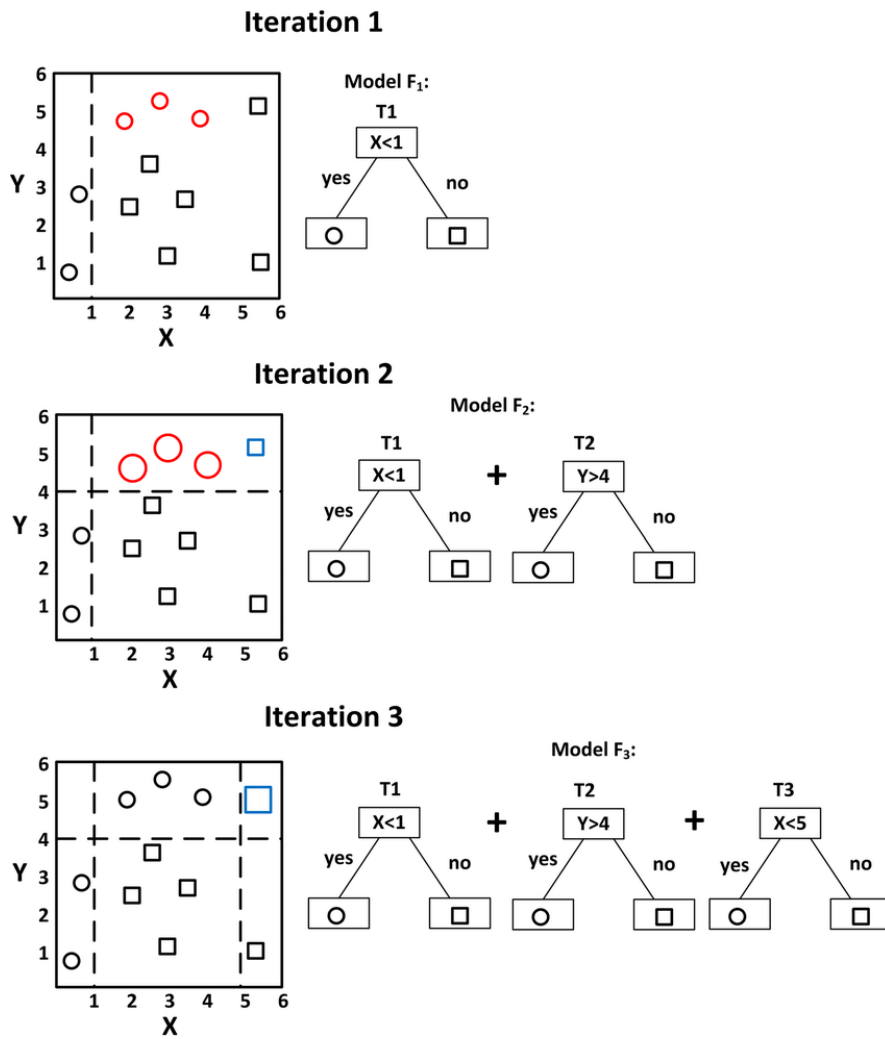 Iteration 1
Model F₁:
T1
X<1
yes no
6
5
4
3
2
1
Y
1 2 3 4 5 6
X
Iteration 2
Model F₂:
T1 + T2
X<1 Y>4
yes no yes no
6
5
4
3
2
1
Y
1 2 3 4 5 6
X
Iteration 3
Model F₃:
T1 + T2 + T3
X<1 Y>4 X<5
yes no yes no yes no
6
5
4
3
2
1
Y
1 2 3 4 5 6
X